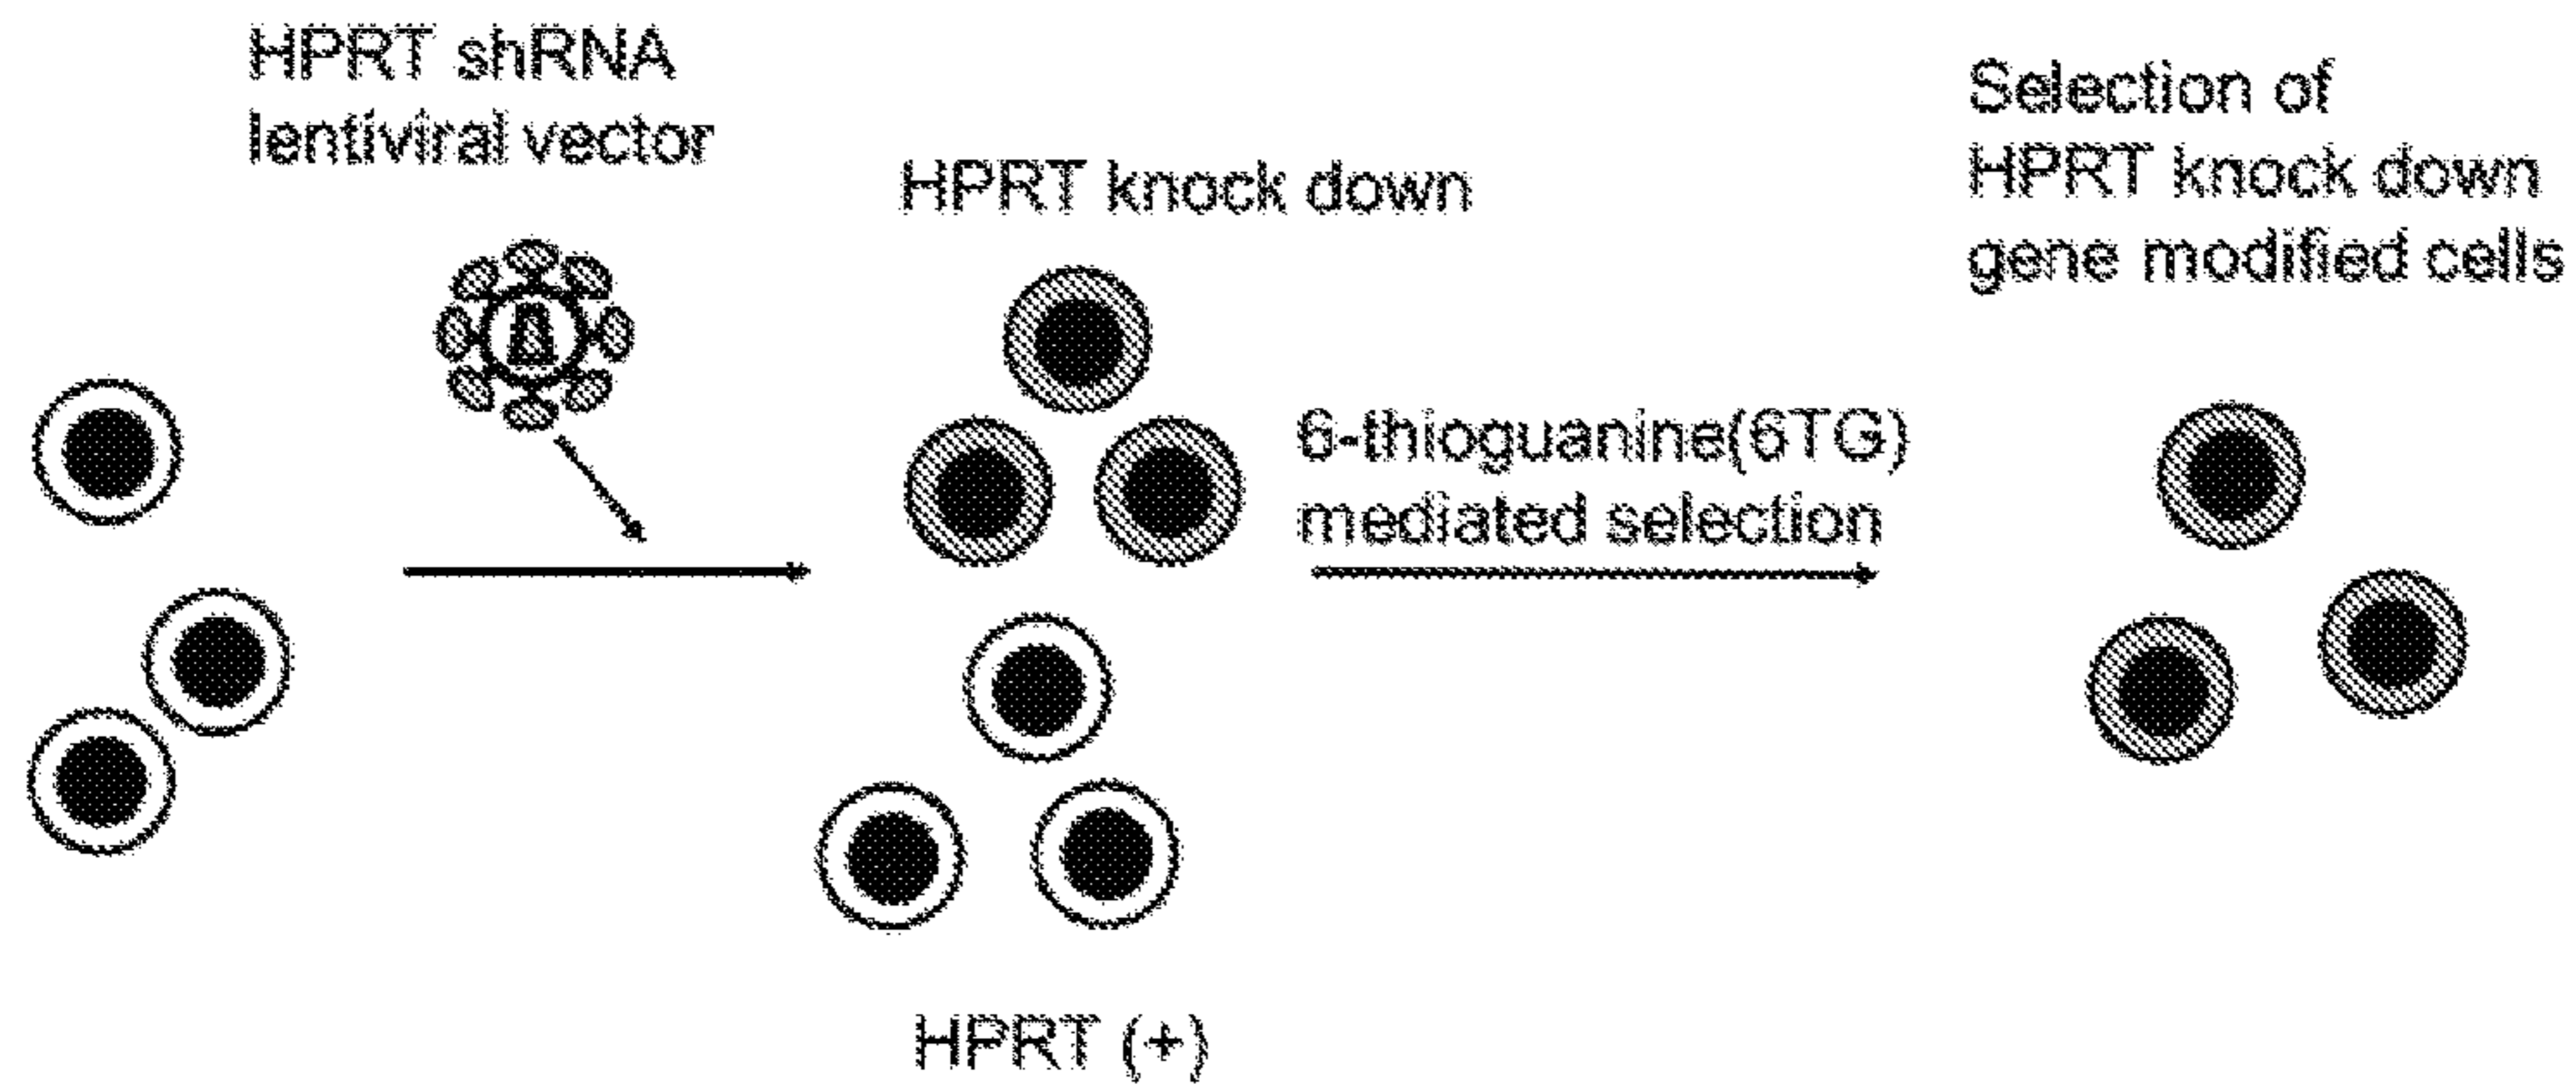 HPRT shRNA
lentiviral vector
HPRT knock down
Selection of
HPRT knock down
gene modified cells
6-thioguanine(6TG)
mediated selection
HPRT (+)